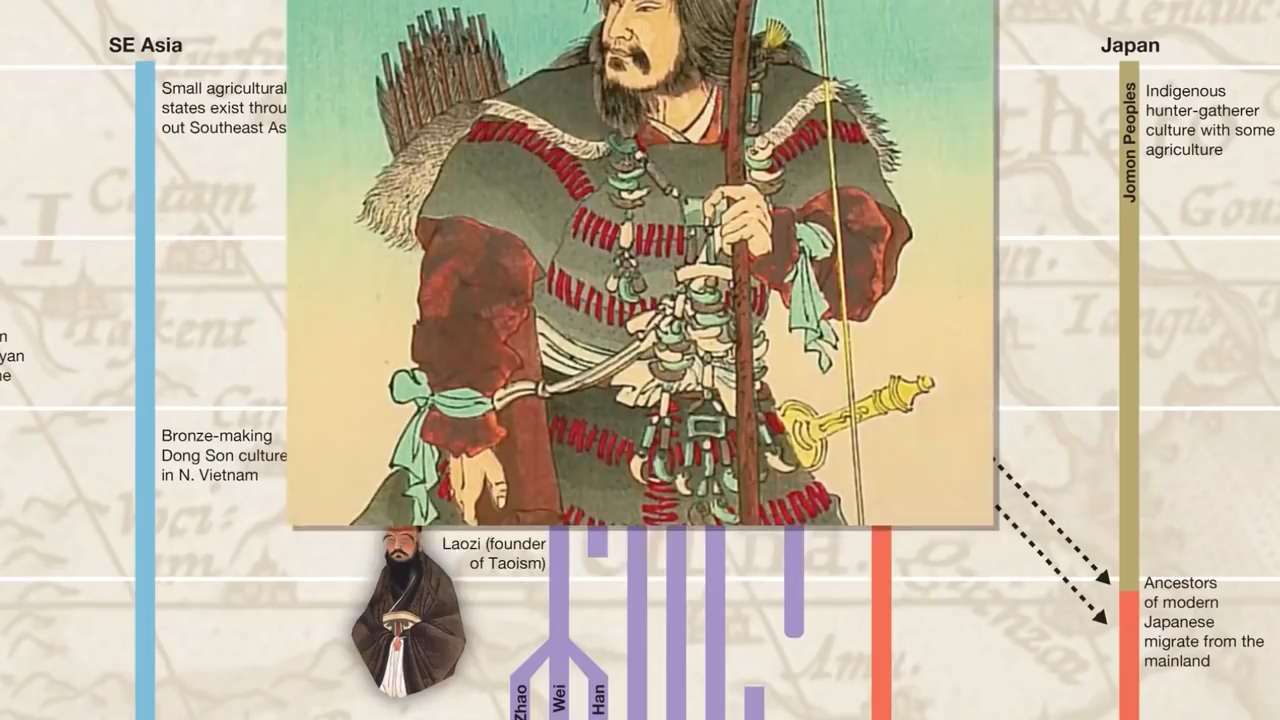 SE Asia
Japan
Small agricultural
states exist throu
out Southeast As
Jomon Peoples
Indigenous
hunter-gatherer
culture with some
agriculture
yan
Bronze-making
Dong Son culture
in N. Vietnam
Laozi (founder
of Taoism)
Ancestors
of modern
Japanese
migrate from the
mainland
Zhao
Wei
Han